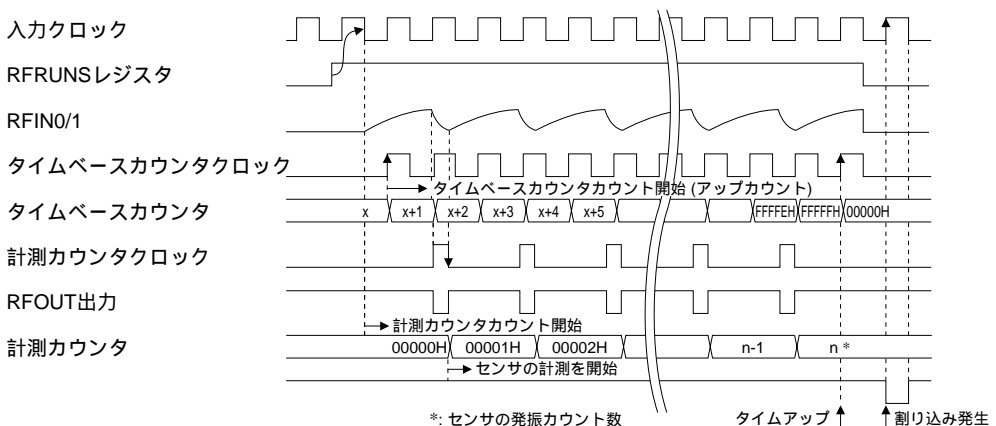 入力クロック
RFRUNSレジスタ
RFIN0/1
タイムベースカウンタクロック
タイムベースカウンタカウント開始 (アップカウント)
タイムベースカウンタ x x+1 x+2 x+3 x+4 x+5 FFFFEH FFFFFH 00000H
計測カウンタクロック
RFOUT出力
計測カウンタカウント開始
計測カウンタ 00000H 00001H 00002H n-1 n *
センサの計測を開始
*: センサの発振カウント数 タイムアップ 割り込み発生